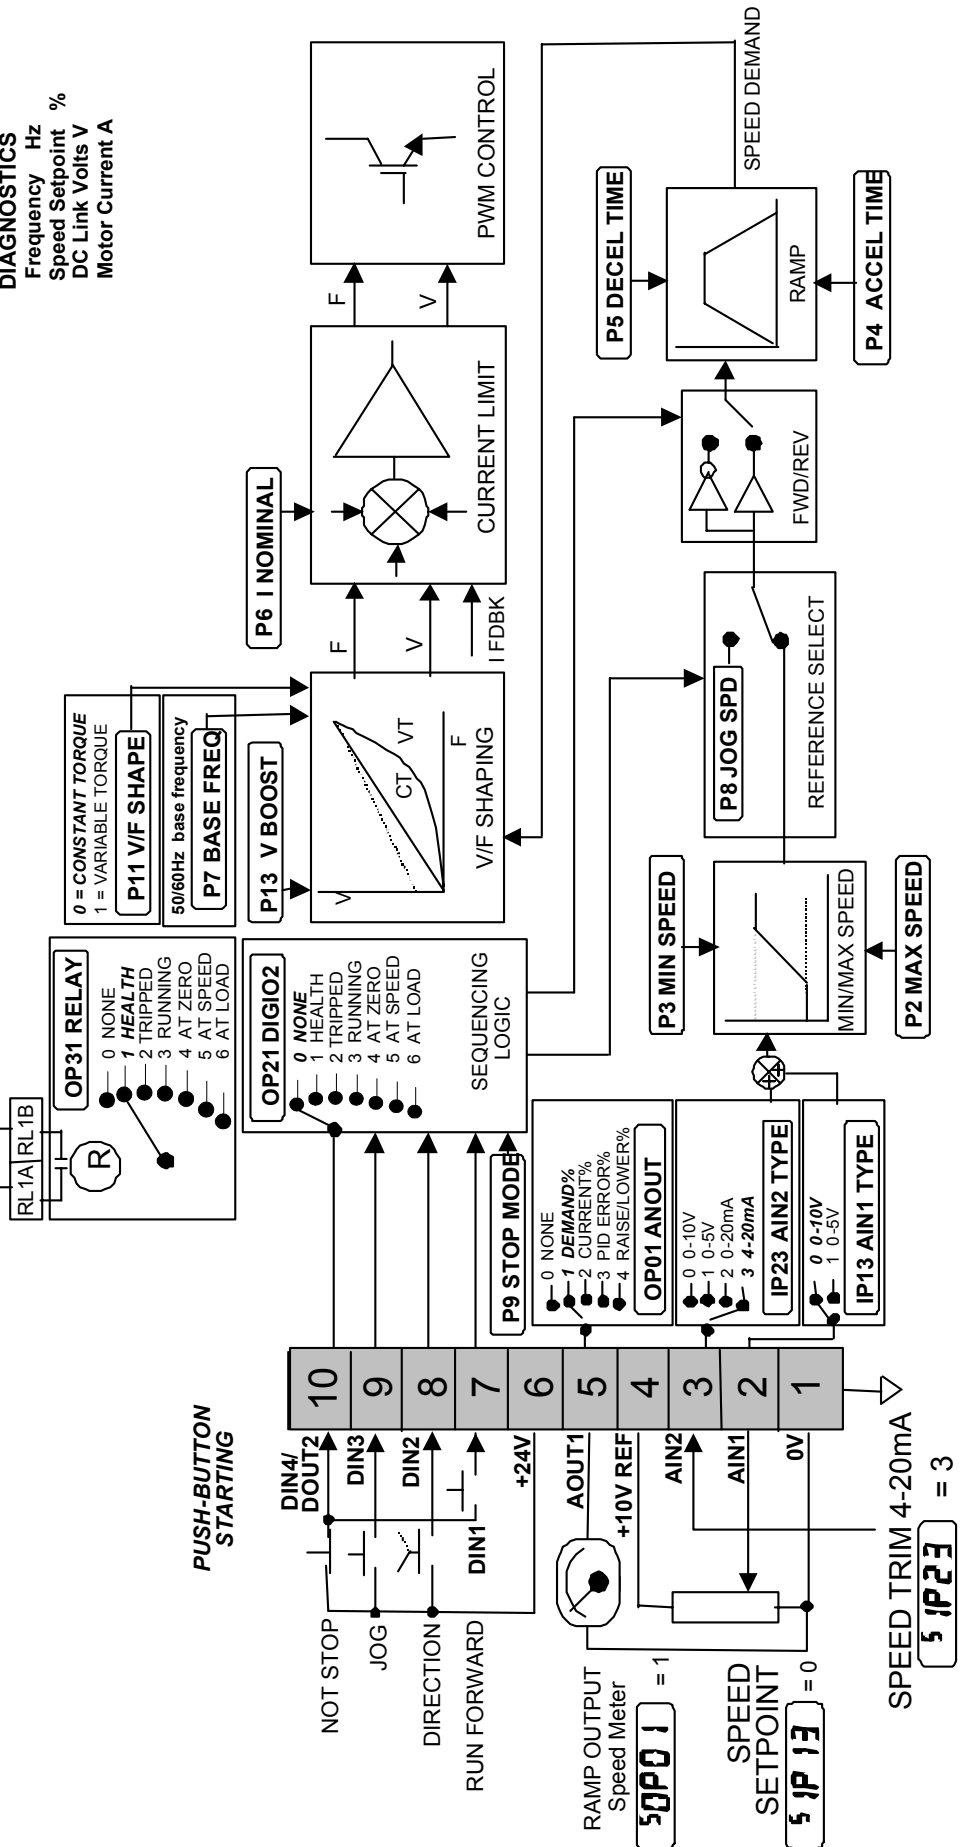 DIAGNOSTICS
Frequency Hz
Speed Setpoint %
DC Link Volts V
Motor Current A
RL1A RL1B
R
OP31 RELAY
0 NONE
1 HEALTH
2 TRIPPED
3 RUNNING
4 AT ZERO
5 AT SPEED
6 AT LOAD
0 = CONSTANT TORQUE
1 = VARIABLE TORQUE
P11 V/F SHAPE
50/60Hz base frequency
P7 BASE FREQ
P13 V BOOST
V
CT
VT
F
V/F SHAPING
F
V
I FDBK
P6 I NOMINAL
CURRENT LIMIT
F
V
PWM CONTROL
OP21 DIGIO2
0 NONE
1 HEALTH
2 TRIPPED
3 RUNNING
4 AT ZERO
5 AT SPEED
6 AT LOAD
SEQUENCING
LOGIC
P9 STOP MODE
PUSH-BUTTON
STARTING
NOT STOP
JOG
DIRECTION
RUN FORWARD
DIN4/
DOUT2
DIN3
DIN2
DIN1
+24V
AOUT1
+10V REF
AIN2
AIN1
0V
10
9
8
7
6
5
4
3
2
1
0 NONE
1 DEMAND%
2 CURRENT%
3 PID ERROR%
4 RAISE/LOWER%
OP01 ANOUT
0 0-10V
1 0-5V
2 0-20mA
3 4-20mA
IP23 AIN2 TYPE
0 0-10V
1 0-5V
IP13 AIN1 TYPE
P3 MIN SPEED
MIN/MAX SPEED
P2 MAX SPEED
P8 JOG SPD
REFERENCE SELECT
FWD/REV
P5 DECEL TIME
RAMP
P4 ACCEL TIME
SPEED DEMAND
RAMP OUTPUT
Speed Meter
SOP01 = 1
SPEED
SETPOINT
SIP13 = 0
SPEED TRIM 4-20mA
SIP23 = 3